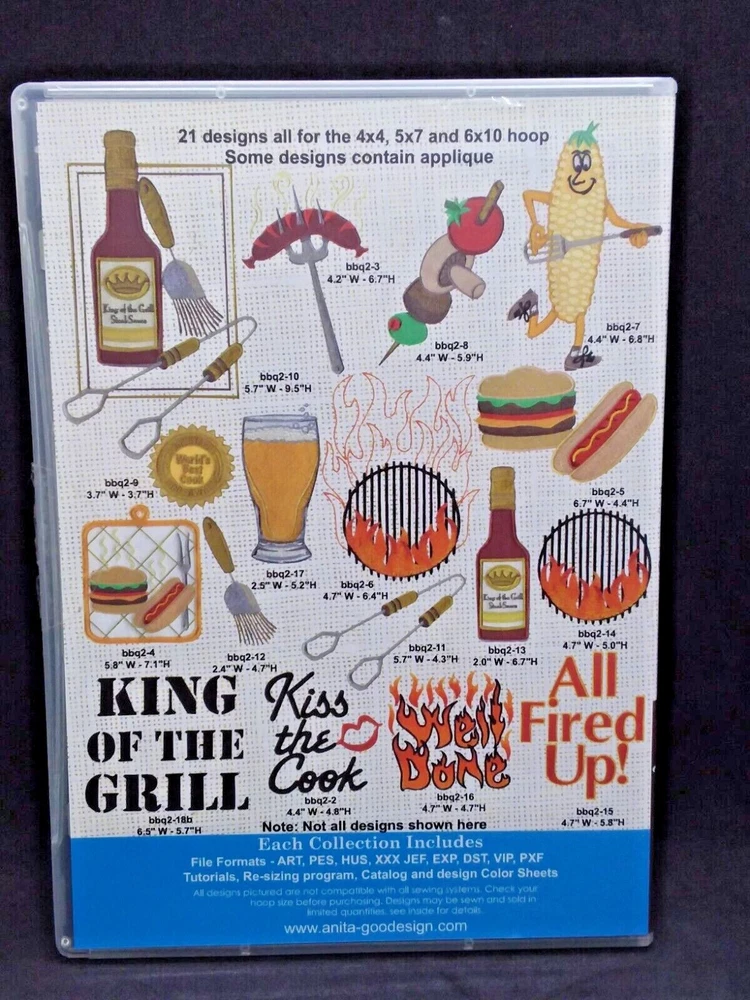 21 designs all for the 4x4, 5x7 and 6x10 hoop
Some designs contain applique
King of the Grill
Steak Sauce
bbq2-3
4.2" W - 6.7"H
bbq2-8
4.4" W - 5.9"H
bbq2-7
4.4" W - 6.8"H
bbq2-10
5.7" W - 9.5"H
World's
Best
Cook
bbq2-9
3.7" W - 3.7"H
bbq2-5
6.7" W - 4.4"H
bbq2-17
2.5" W - 5.2"H
bbq2-6
4.7" W - 6.4"H
King of the Grill
Steak Sauce
bbq2-4
5.8" W - 7.1"H
bbq2-12
2.4" W - 4.7"H
bbq2-11
5.7" W - 4.3"H
bbq2-13
2.0" W - 6.7"H
bbq2-14
4.7" W - 5.0"H
KING
OF THE
GRILL
bbq2-18b
6.5" W - 5.7"H
Kiss
the
Cook
bbq2-2
4.4" W - 4.8"H
Well
Done
bbq2-16
4.7" W - 4.7"H
All
Fired
Up!
bbq2-15
4.7" W - 5.8"H
Note: Not all designs shown here
Each Collection Includes
File Formats - ART, PES, HUS, XXX JEF, EXP, DST, VIP, PXF
Tutorials, Re-sizing program, Catalog and design Color Sheets
All designs pictured are not compatible with all sewing systems. Check your
hoop size before purchasing. Designs may be sewn and sold in
limited quantities, see inside for details.
www.anita-goodesign.com